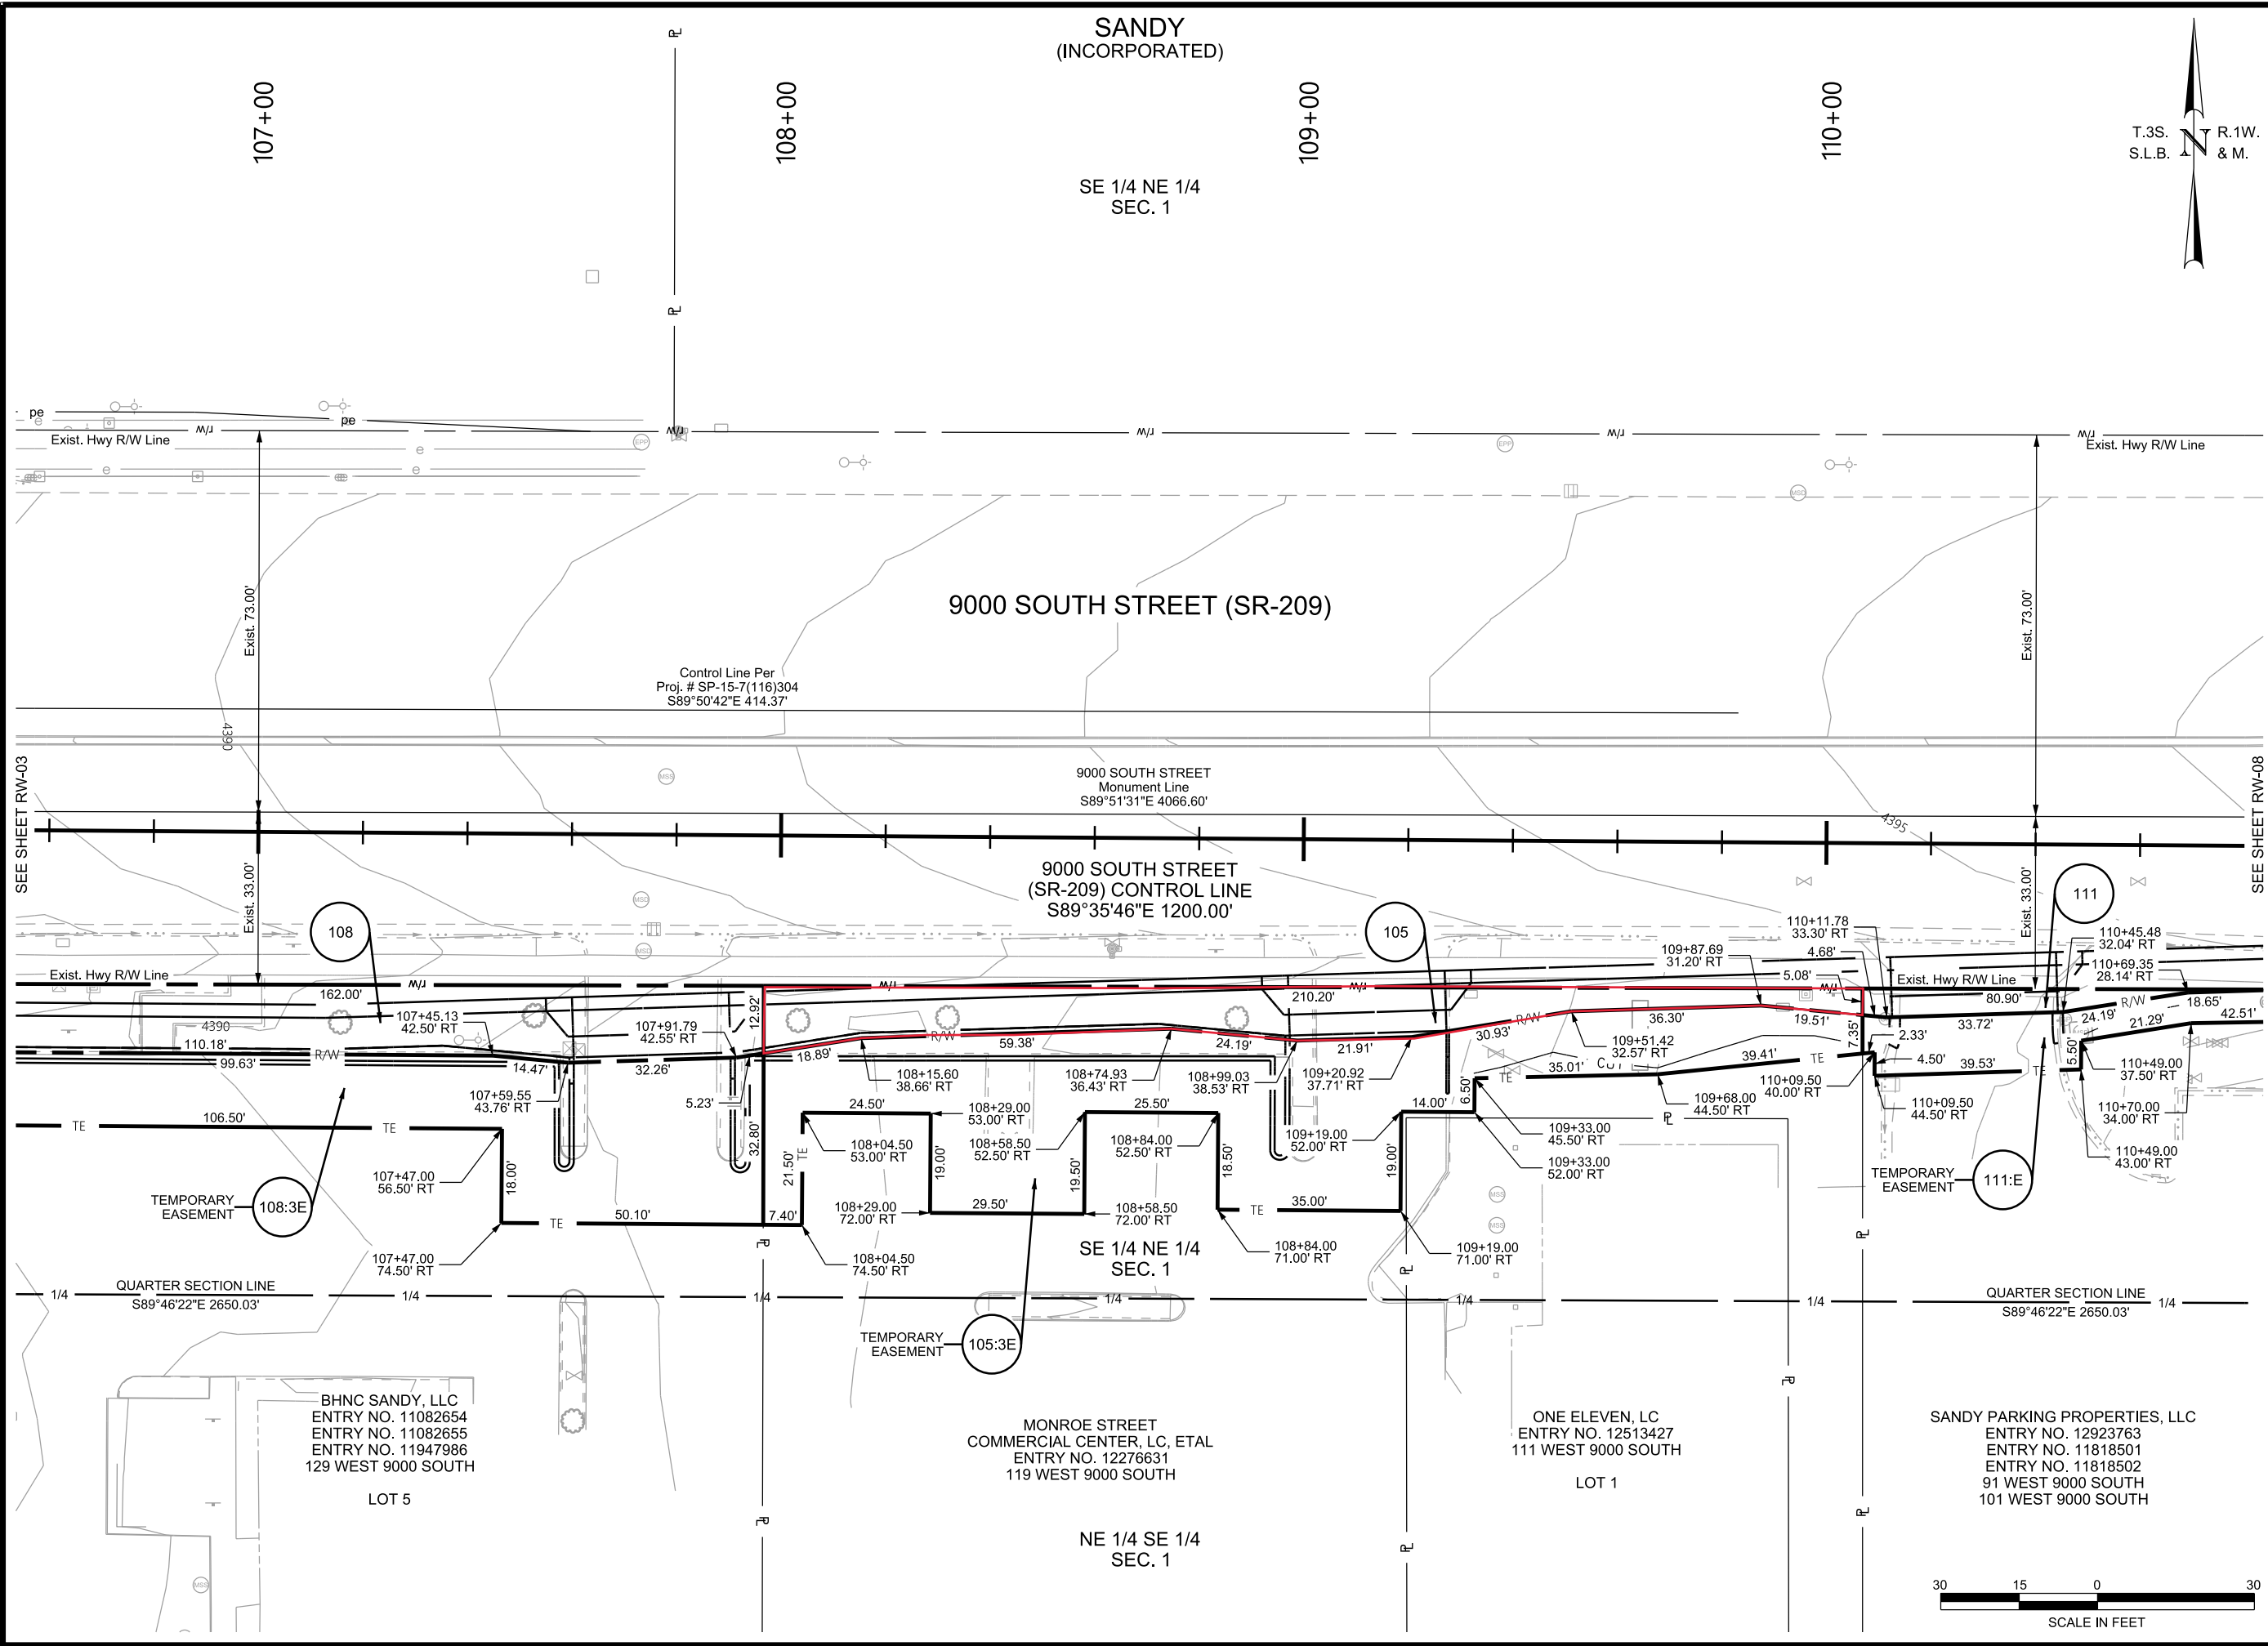 SANDY
(INCORPORATED)
107+00
108+00
109+00
110+00
T.3S. N R.1W.
S.L.B. & M.
SE 1/4 NE 1/4
SEC. 1
PL
PL
pe
pe
e
e
e
e
r/w
r/w
r/w
r/w
r/w
Exist. Hwy R/W Line
Exist. Hwy R/W Line
EPP
EPP
MSD
Exist. 73.00'
Exist. 73.00'
9000 SOUTH STREET (SR-209)
Control Line Per
Proj. # SP-15-7(116)304
S89°50'42"E 414.37'
4390
MSS
9000 SOUTH STREET
Monument Line
S89°51'31"E 4066.60'
SEE SHEET RW-03
SEE SHEET RW-08
4395
9000 SOUTH STREET
(SR-209) CONTROL LINE
S89°35'46"E 1200.00'
Exist. 33.00'
Exist. 33.00'
108
105
111
MSD
MSD
110+11.78
33.30' RT
109+87.69
31.20' RT
4.68'
5.08'
110+45.48
32.04' RT
110+69.35
28.14' RT
Exist. Hwy R/W Line
Exist. Hwy R/W Line
r/w
r/w
r/w
r/w
162.00'
210.20'
80.90'
18.65'
R/W
107+45.13
42.50' RT
107+91.79
42.55' RT
12.92'
4390
110.18'
99.63'
R/W
14.47'
32.26'
18.89'
R/W
59.38'
24.19'
21.91'
30.93'
R/W
36.30'
19.51'
7.35'
2.33'
33.72'
24.19'
21.29'
42.51'
109+51.42
32.57' RT
108+15.60
38.66' RT
108+74.93
36.43' RT
108+99.03
38.53' RT
109+20.92
37.71' RT
35.01'
CUT
39.41'
TE
4.50'
39.53'
TE
5.50'
110+49.00
37.50' RT
107+59.55
43.76' RT
5.23'
32.80'
TE
106.50'
TE
24.50'
108+29.00
53.00' RT
25.50'
14.00'
6.50'
TE
109+68.00
44.50' RT
110+09.50
40.00' RT
110+09.50
44.50' RT
110+70.00
34.00' RT
PL
108+04.50
53.00' RT
108+58.50
52.50' RT
108+84.00
52.50' RT
109+19.00
52.00' RT
109+33.00
45.50' RT
109+33.00
52.00' RT
110+49.00
43.00' RT
107+47.00
56.50' RT
18.00'
21.50'
TE
19.00'
19.50'
18.50'
19.00'
TEMPORARY
EASEMENT
108:3E
TEMPORARY
EASEMENT
111:E
MSS
MSS
TE
50.10'
7.40'
108+29.00
72.00' RT
29.50'
108+58.50
72.00' RT
TE
35.00'
107+47.00
74.50' RT
108+04.50
74.50' RT
108+84.00
71.00' RT
109+19.00
71.00' RT
PL
PL
PL
SE 1/4 NE 1/4
SEC. 1
QUARTER SECTION LINE
S89°46'22"E 2650.03'
1/4
1/4
1/4
1/4
1/4
1/4
1/4
QUARTER SECTION LINE
S89°46'22"E 2650.03'
TEMPORARY
EASEMENT
105:3E
PL
BHNC SANDY, LLC
ENTRY NO. 11082654
ENTRY NO. 11082655
ENTRY NO. 11947986
129 WEST 9000 SOUTH
LOT 5
MONROE STREET
COMMERCIAL CENTER, LC, ETAL
ENTRY NO. 12276631
119 WEST 9000 SOUTH
ONE ELEVEN, LC
ENTRY NO. 12513427
111 WEST 9000 SOUTH
LOT 1
SANDY PARKING PROPERTIES, LLC
ENTRY NO. 12923763
ENTRY NO. 11818501
ENTRY NO. 11818502
91 WEST 9000 SOUTH
101 WEST 9000 SOUTH
PL
PL
PL
NE 1/4 SE 1/4
SEC. 1
MSS
30 15 0 30
SCALE IN FEET